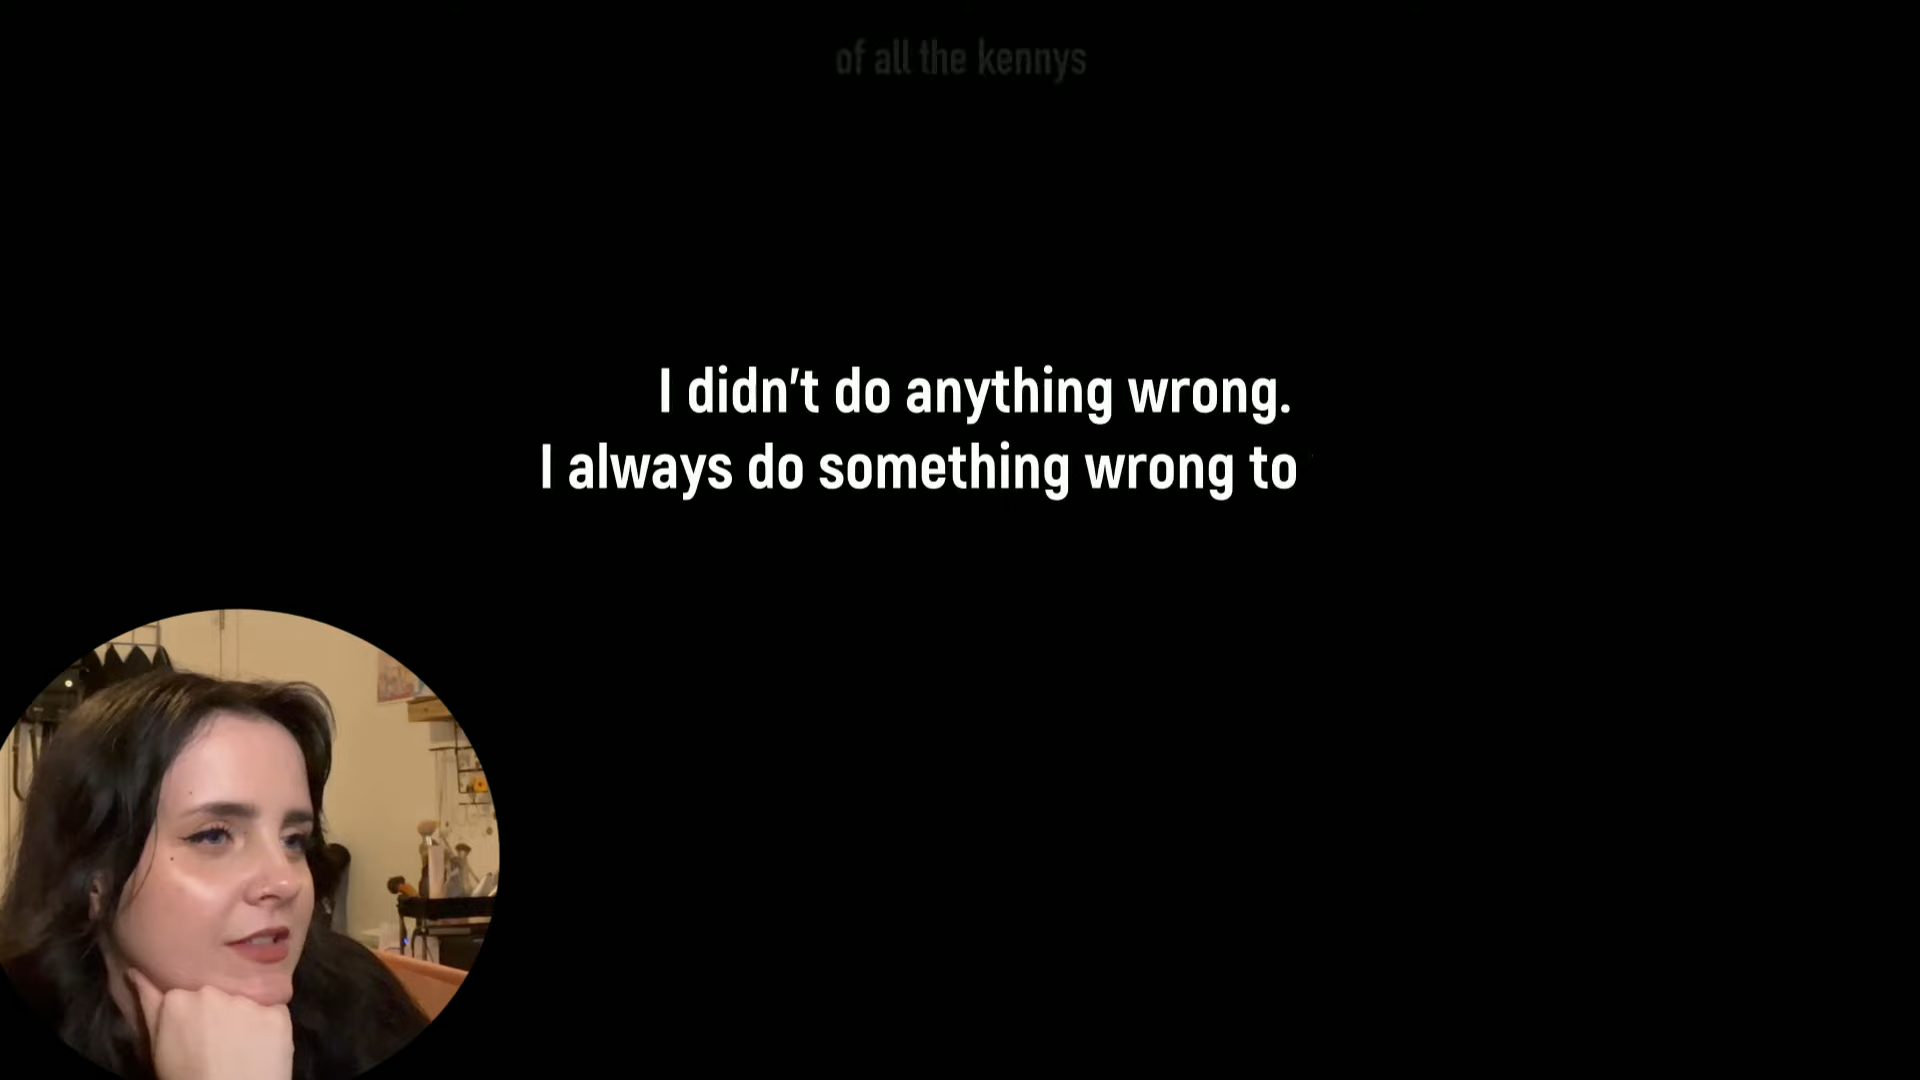 of all the kennys
I didn't do anything wrong.
I always do something wrong to